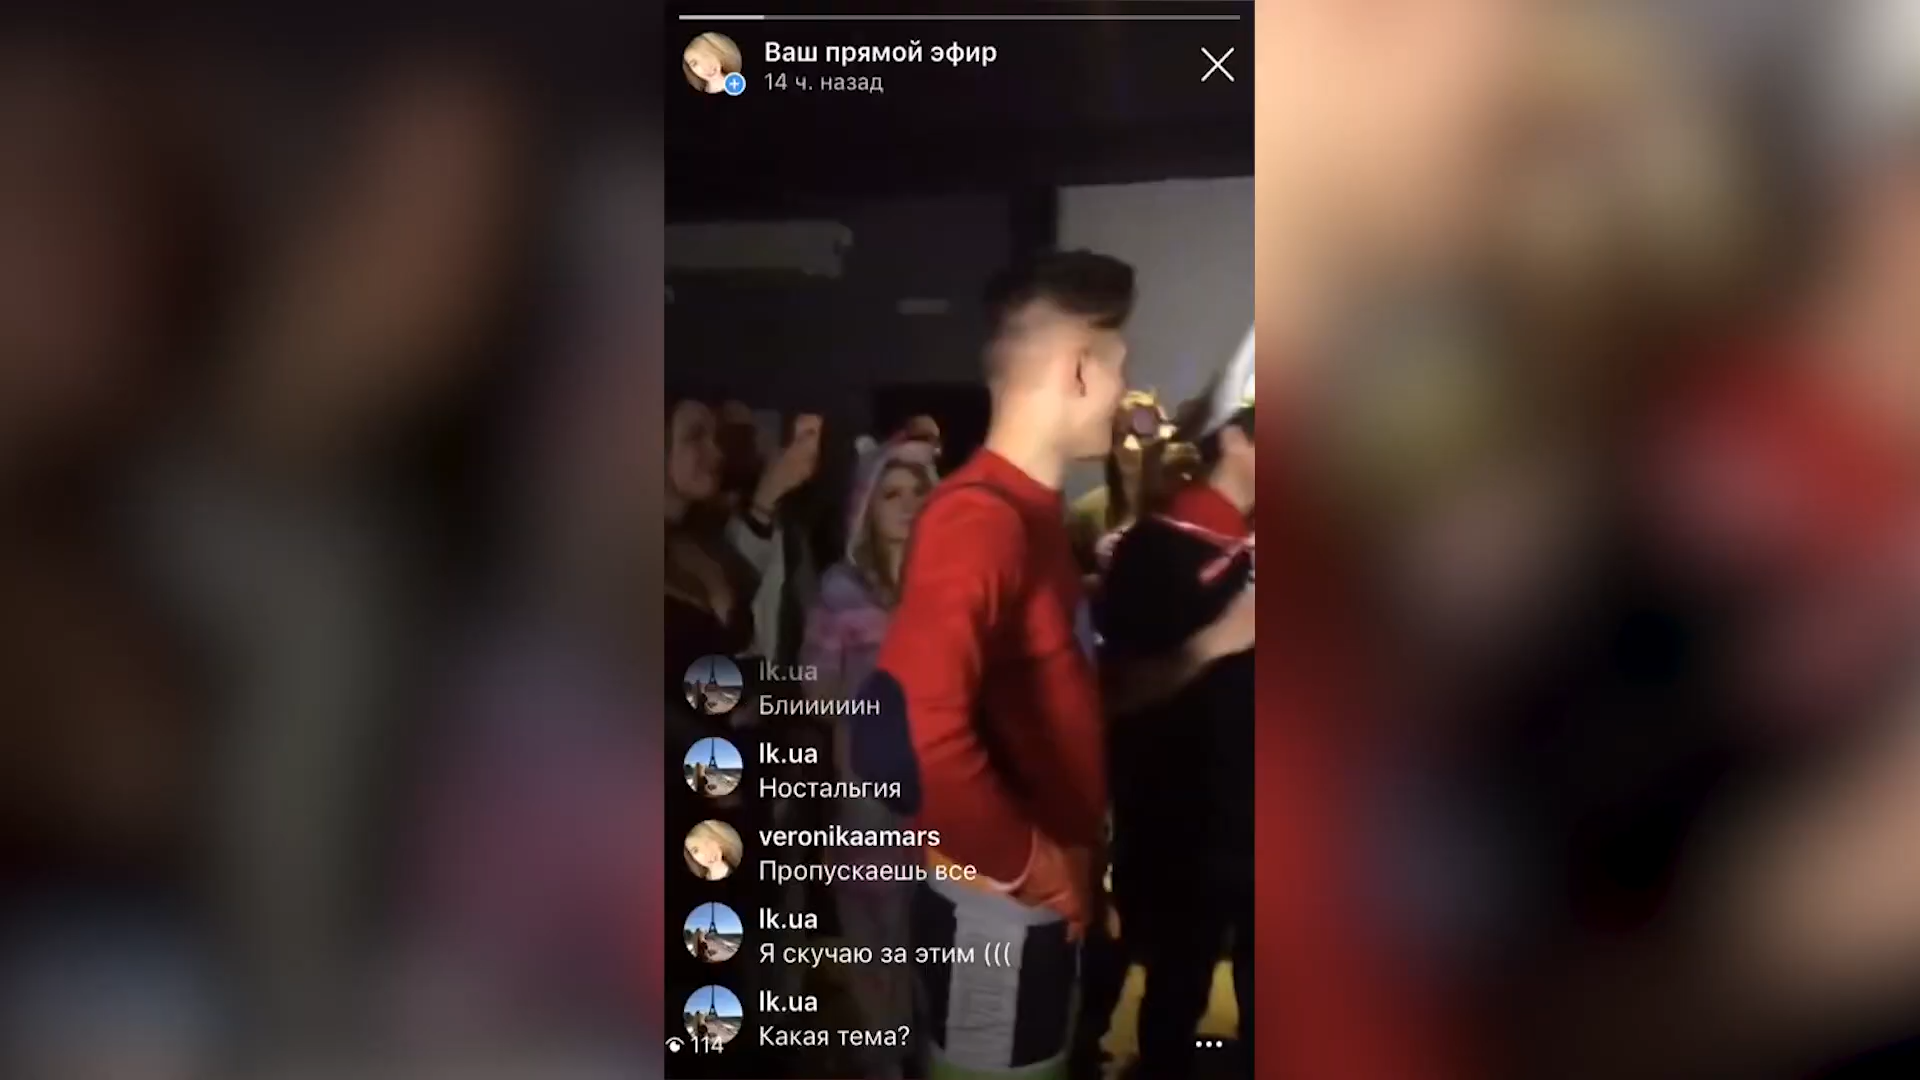 Ваш прямой эфир
14 ч. назад
lk.ua
Блииииин
lk.ua
Ностальгия
veronikaamars
Пропускаешь все
lk.ua
Я скучаю за этим (((
lk.ua
Какая тема?
114